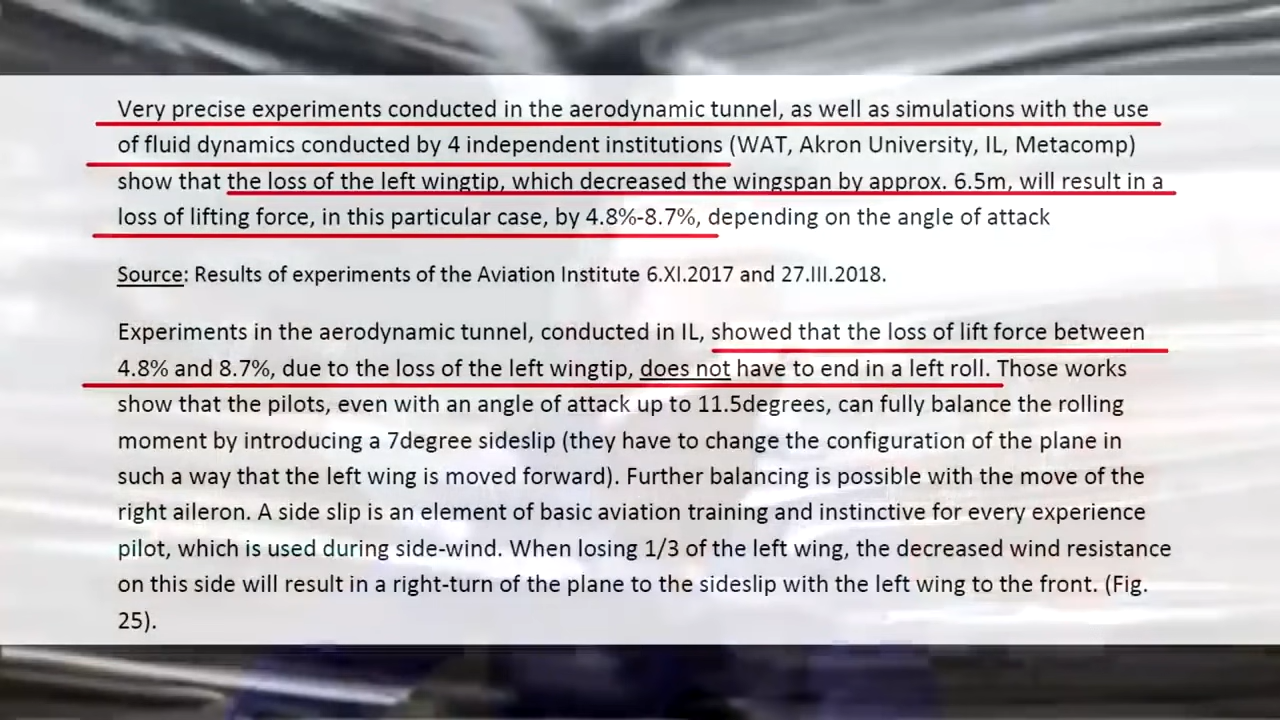 Very precise experiments conducted in the aerodynamic tunnel, as well as simulations with the use
of fluid dynamics conducted by 4 independent institutions (WAT, Akron University, IL, Metacomp)
show that the loss of the left wingtip, which decreased the wingspan by approx. 6.5m, will result in a
loss of lifting force, in this particular case, by 4.8%-8.7%, depending on the angle of attack
Source: Results of experiments of the Aviation Institute 6.XI.2017 and 27.III.2018.
Experiments in the aerodynamic tunnel, conducted in IL, showed that the loss of lift force between
4.8% and 8.7%, due to the loss of the left wingtip, does not have to end in a left roll. Those works
show that the pilots, even with an angle of attack up to 11.5degrees, can fully balance the rolling
moment by introducing a 7degree sideslip (they have to change the configuration of the plane in
such a way that the left wing is moved forward). Further balancing is possible with the move of the
right aileron. A side slip is an element of basic aviation training and instinctive for every experience
pilot, which is used during side-wind. When losing 1/3 of the left wing, the decreased wind resistance
on this side will result in a right-turn of the plane to the sideslip with the left wing to the front. (Fig.
25).